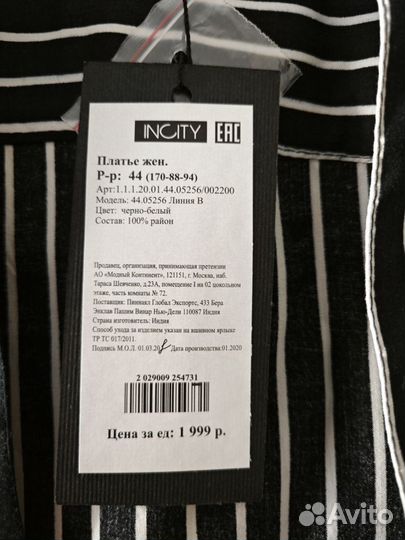 INCITY EAC
Платье жен.
Р-р: 44 (170-88-94)
Арт:1.1.1.20.01.44.05256/002200
Модель: 44.05256 Линия В
Цвет: черно-белый
Состав: 100% район
Продавец, организация, принимающая претензии
АО «Модный Континент», 121151, г. Москва, наб.
Тараса Шевченко, д.23А, помещение I на 02 цокольном
этаже, часть комнаты № 72.
Поставщик: Пиннакл Глобал Экспортс, 433 Бера
Энклав Пашим Вихар Нью-Дели 110087 Индия
Страна изготовитель: Индия
Способ ухода за изделием указан на вшивном ярлыке
ТР.ТС 017/2011.
Подпись М.О.Л. 01.03.20 Дата производства:01.2020
2 029009 254731
Цена за ед: 1 999 р.
Avito